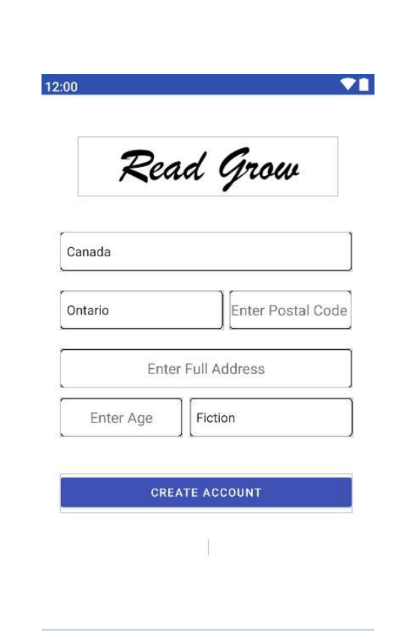 12:00
Read Grow
Canada
Ontario Enter Postal Code
Enter Full Address
Enter Age Fiction
CREATE ACCOUNT